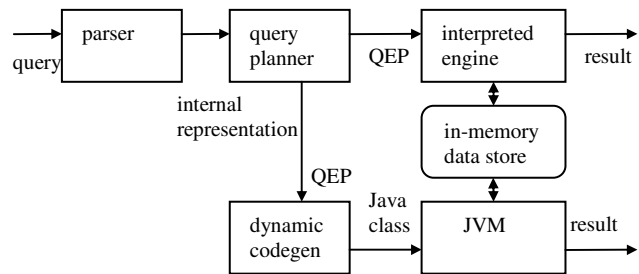 parser
query
planner
interpreted
engine
query
QEP
result
internal
representation
in-memory
data store
QEP
Java
class
dynamic
codegen
JVM
result